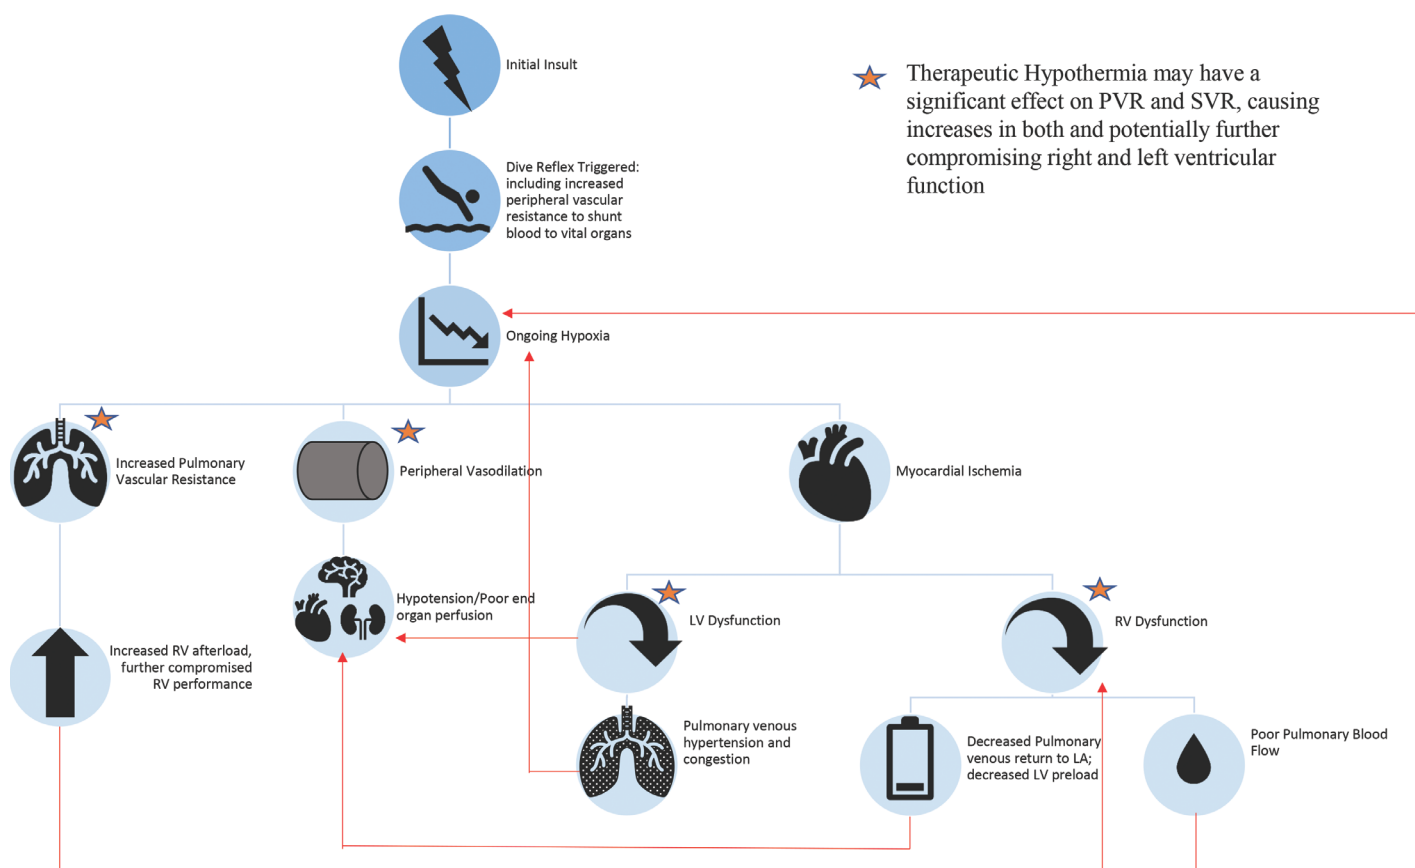 Initial Insult
Therapeutic Hypothermia may have a
significant effect on PVR and SVR, causing
increases in both and potentially further
compromising right and left ventricular
function
Dive Reflex Triggered:
including increased
peripheral vascular
resistance to shunt
blood to vital organs
Ongoing Hypoxia
Increased Pulmonary
Vascular Resistance
Peripheral Vasodilation
Myocardial Ischemia
Hypotension/Poor end
organ perfusion
LV Dysfunction
RV Dysfunction
Increased RV afterload,
further compromised
RV performance
Pulmonary venous
hypertension and
congestion
Decreased Pulmonary
venous return to LA;
decreased LV preload
Poor Pulmonary Blood
Flow